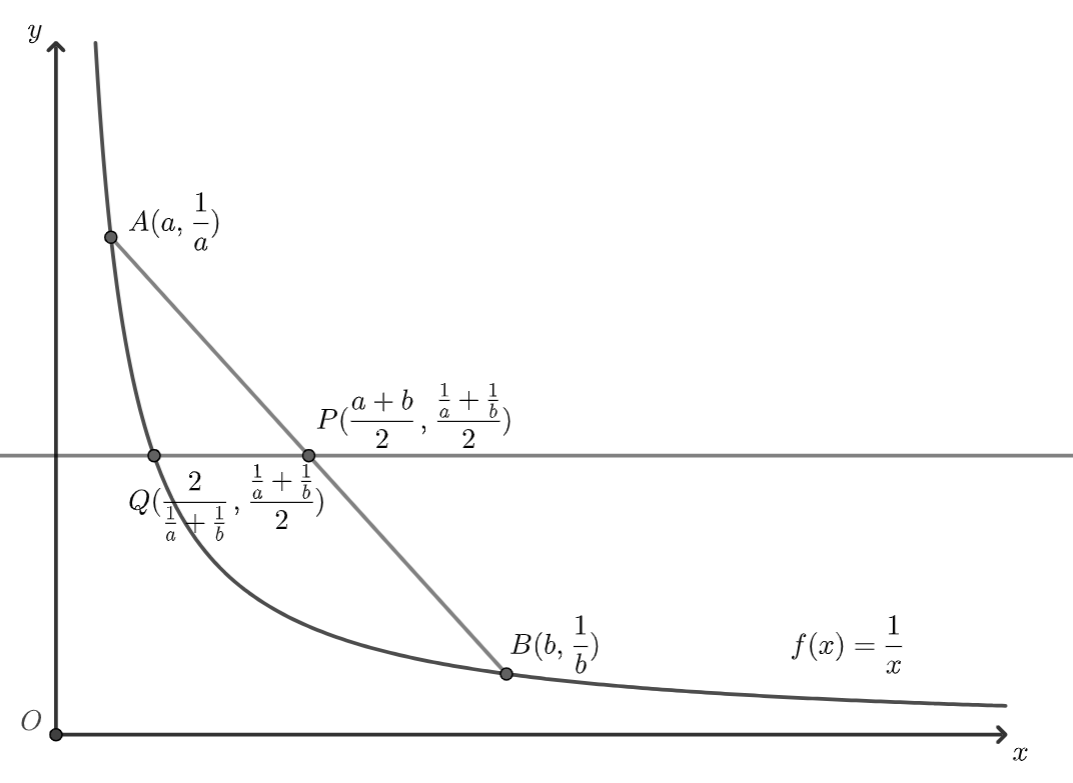 y
A(a, 1/a)
P((a + b)/2, (1/a + 1/b)/2)
Q(2/(1/a + 1/b), (1/a + 1/b)/2)
B(b, 1/b)
f(x) = 1/x
O
x